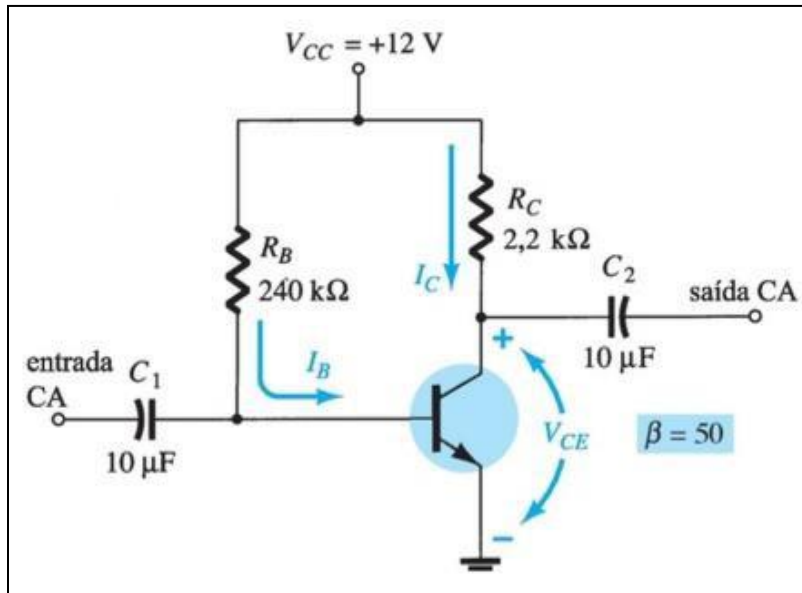 V_CC = +12 V
R_C
2,2 kΩ
R_B
240 kΩ
I_C
C_2
saída CA
10 μF
I_B
entrada
CA
C_1
10 μF
+
V_CE
−
β = 50